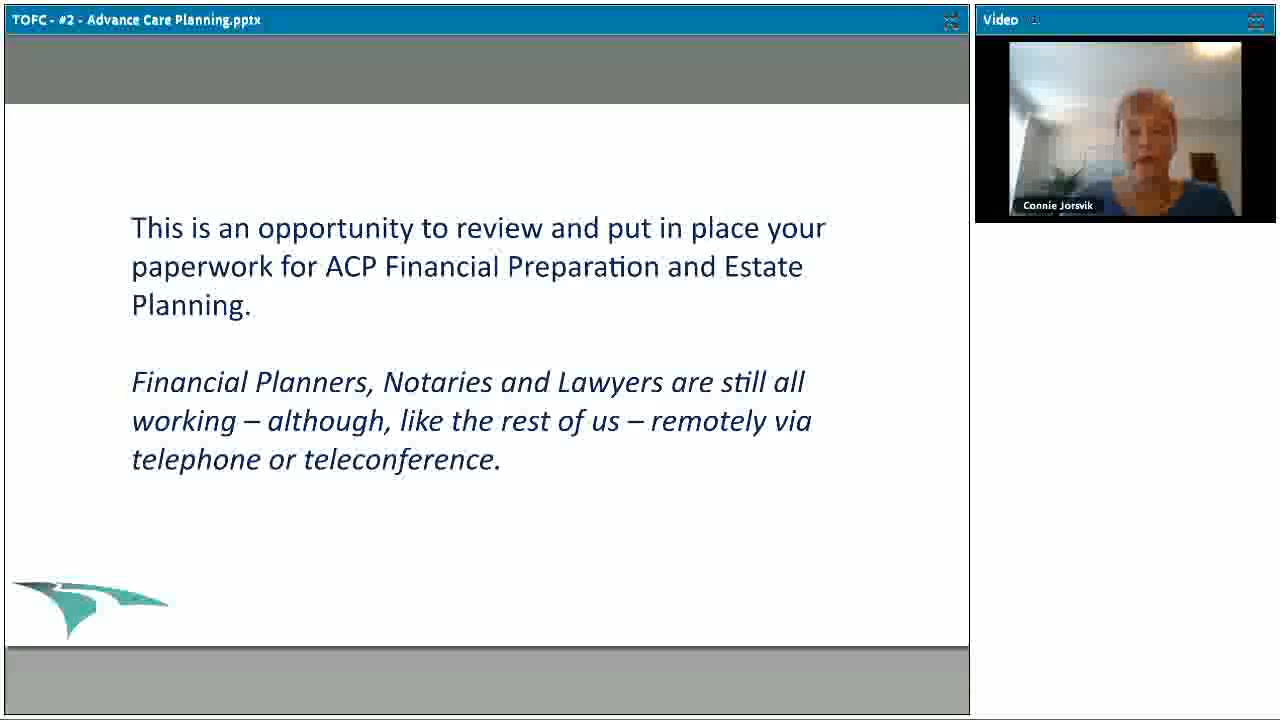 TOFC - #2 - Advance Care Planning.pptx
Video
This is an opportunity to review and put in place your
paperwork for ACP Financial Preparation and Estate
Planning.
Financial Planners, Notaries and Lawyers are still all
working – although, like the rest of us – remotely via
telephone or teleconference.
Connie Jorsvik